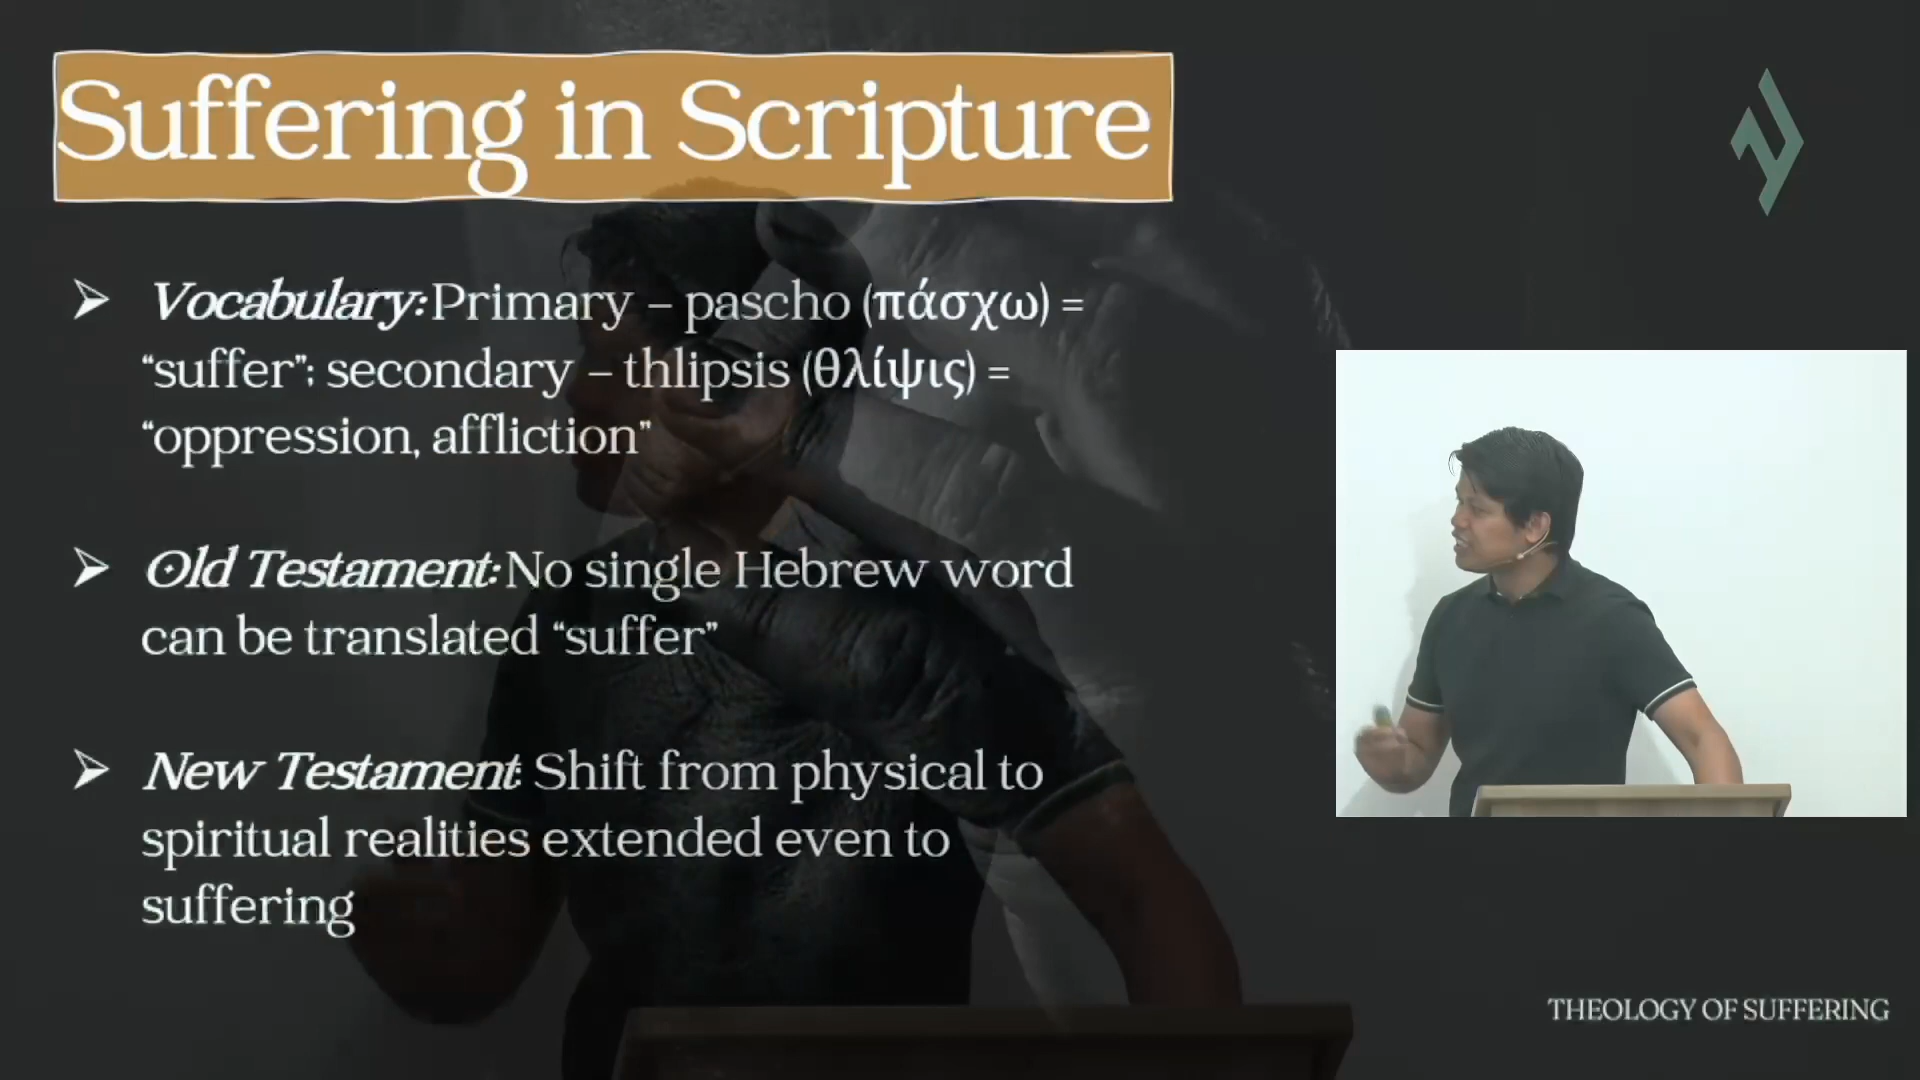 Suffering in Scripture
➢ Vocabulary: Primary – pascho (πάσχω) =
“suffer”; secondary – thlipsis (θλίψις) =
“oppression, affliction”
➢ Old Testament: No single Hebrew word
can be translated “suffer”
➢ New Testament: Shift from physical to
spiritual realities extended even to
suffering
THEOLOGY OF SUFFERING